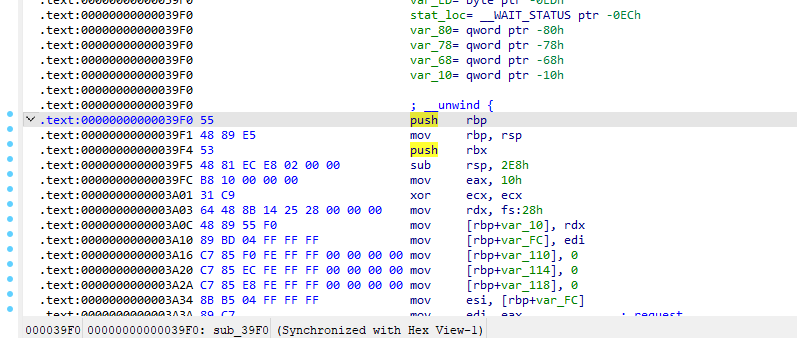 .text:00000000000039F0 var_ED= byte ptr -0EDh
.text:00000000000039F0 stat_loc= __WAIT_STATUS ptr -0ECh
.text:00000000000039F0 var_80= qword ptr -80h
.text:00000000000039F0 var_78= qword ptr -78h
.text:00000000000039F0 var_68= qword ptr -68h
.text:00000000000039F0 var_10= qword ptr -10h
.text:00000000000039F0
.text:00000000000039F0 ; __unwind {
.text:00000000000039F0 55 push rbp
.text:00000000000039F1 48 89 E5 mov rbp, rsp
.text:00000000000039F4 53 push rbx
.text:00000000000039F5 48 81 EC E8 02 00 00 sub rsp, 2E8h
.text:00000000000039FC B8 10 00 00 00 mov eax, 10h
.text:0000000000003A01 31 C9 xor ecx, ecx
.text:0000000000003A03 64 48 8B 14 25 28 00 00 00 mov rdx, fs:28h
.text:0000000000003A0C 48 89 55 F0 mov [rbp+var_10], rdx
.text:0000000000003A10 89 BD 04 FF FF FF mov [rbp+var_FC], edi
.text:0000000000003A16 C7 85 F0 FE FF FF 00 00 00 00 mov [rbp+var_110], 0
.text:0000000000003A20 C7 85 EC FE FF FF 00 00 00 00 mov [rbp+var_114], 0
.text:0000000000003A2A C7 85 E8 FE FF FF 00 00 00 00 mov [rbp+var_118], 0
.text:0000000000003A34 8B B5 04 FF FF FF mov esi, [rbp+var_FC]
.text:0000000000003A3A 89 C7 mov edi, eax ; request
000039F0 00000000000039F0: sub_39F0 (Synchronized with Hex View-1)